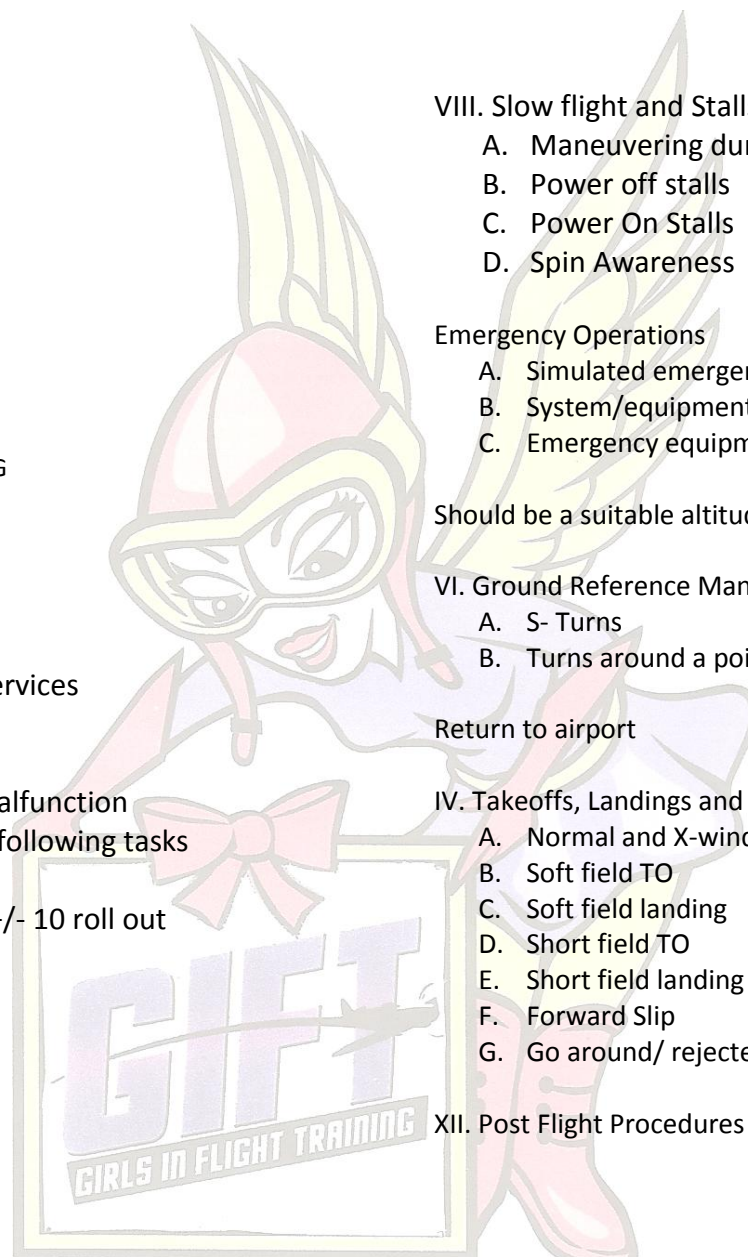 G
ervices
alfunction
following tasks
/- 10 roll out
VIII. Slow flight and Stall
A. Maneuvering dur
B. Power off stalls
C. Power On Stalls
D. Spin Awareness
Emergency Operations
A. Simulated emergen
B. System/equipment
C. Emergency equipm
Should be a suitable altitud
VI. Ground Reference Man
A. S- Turns
B. Turns around a poi
Return to airport
IV. Takeoffs, Landings and
A. Normal and X-wind
B. Soft field TO
C. Soft field landing
D. Short field TO
E. Short field landing
F. Forward Slip
G. Go around/ rejecte
XII. Post Flight Procedures
GIFT
GIRLS IN FLIGHT TRAINING